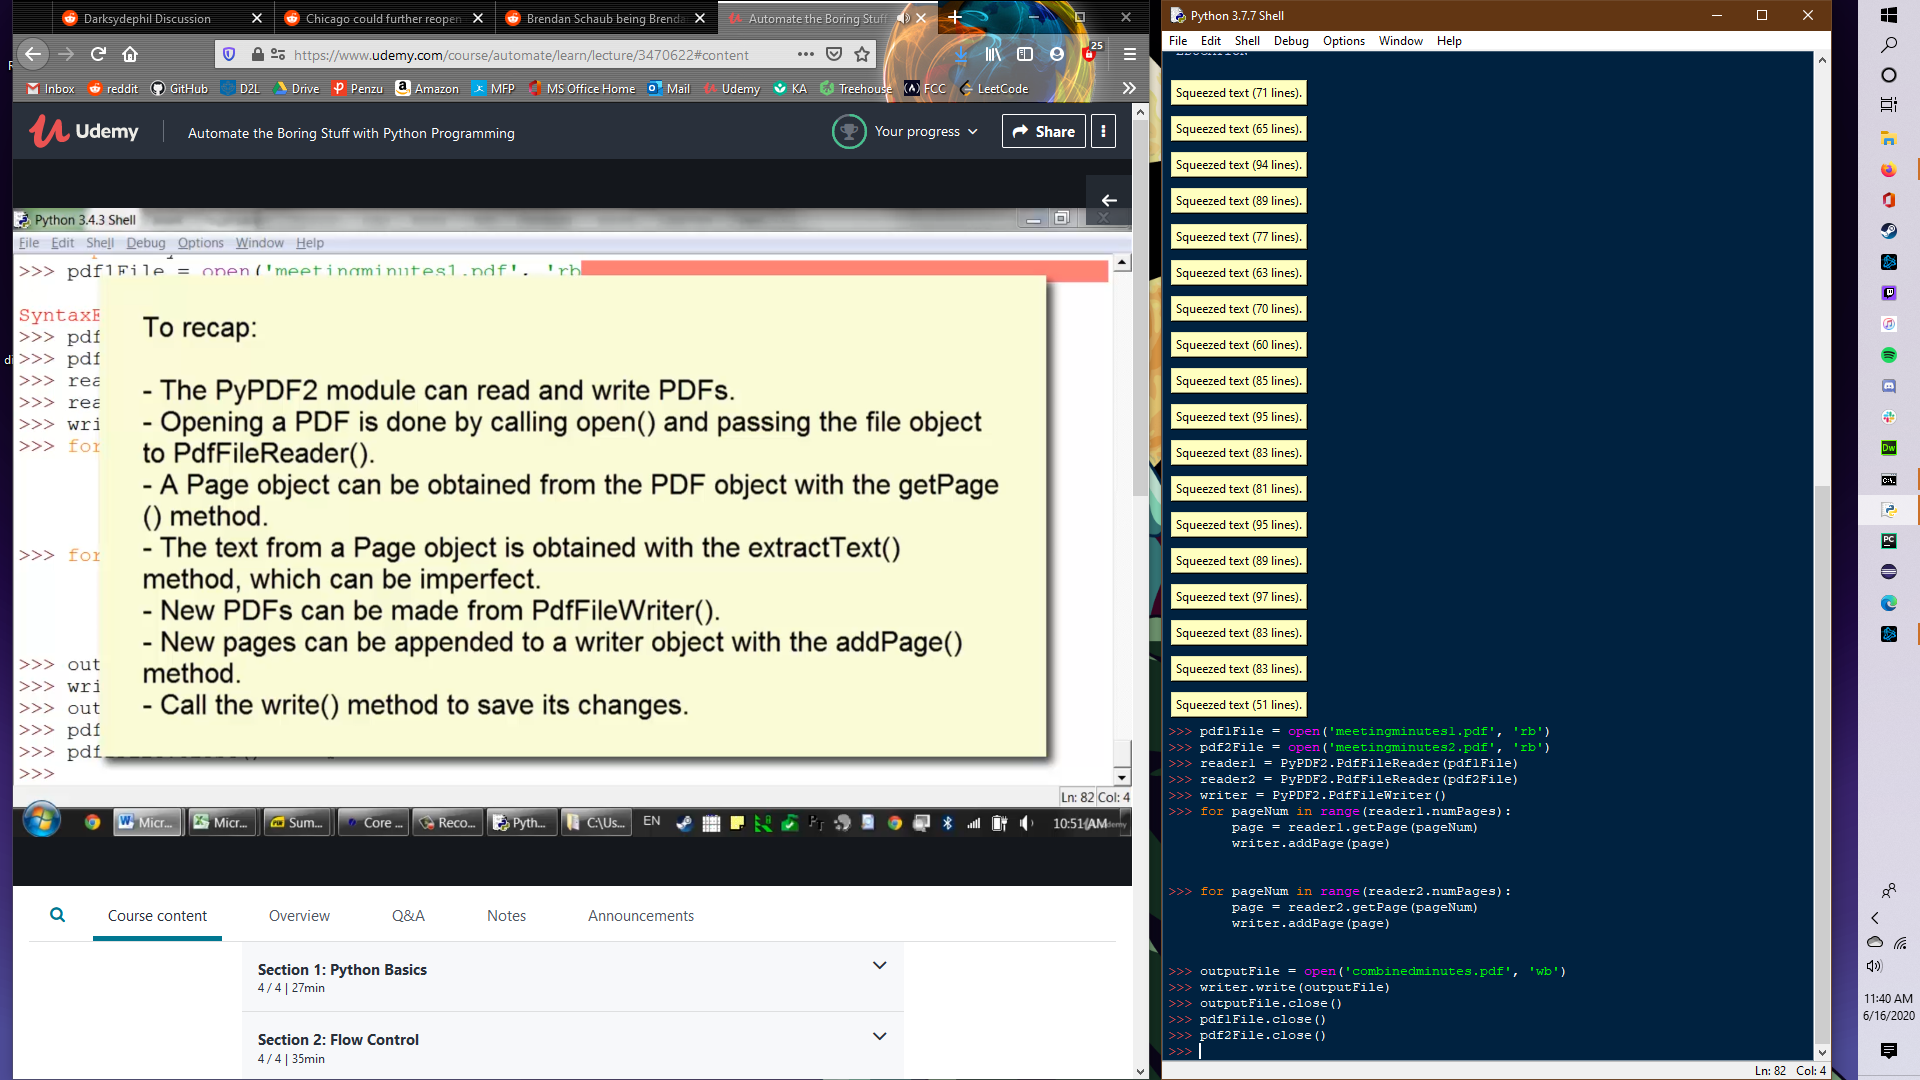 Darksydephil Discussion
Chicago could further reopen
Brendan Schaub being Brenda
Automate the Boring Stuff
https://www.udemy.com/course/automate/learn/lecture/3470622#content
25
Inbox reddit GitHub D2L Drive Penzu Amazon MFP MS Office Home Mail Udemy KA Treehouse FCC LeetCode
Udemy
Automate the Boring Stuff with Python Programming
Your progress
Share
Python 3.4.3 Shell
File Edit Shell Debug Options Window Help
>>> pdf1File = open('meetingminutes1.pdf', 'rb
SyntaxE
>>> pdf
>>> pdf
>>> rea
>>> rea
>>> wri
>>> for
>>> for
>>> out
>>> wri
>>> out
>>> pdf
>>> pdf
>>>
To recap:
- The PyPDF2 module can read and write PDFs.
- Opening a PDF is done by calling open() and passing the file object
to PdfFileReader().
- A Page object can be obtained from the PDF object with the getPage
() method.
- The text from a Page object is obtained with the extractText()
method, which can be imperfect.
- New PDFs can be made from PdfFileWriter().
- New pages can be appended to a writer object with the addPage()
method.
- Call the write() method to save its changes.
Ln: 82 Col: 4
Micr... Micr... Sum... Core ... Reco... Pyth... C:\Us... EN 10:51 AM
Course content Overview Q&A Notes Announcements
Section 1: Python Basics
4 / 4 | 27min
Section 2: Flow Control
4 / 4 | 35min
Python 3.7.7 Shell
File Edit Shell Debug Options Window Help
Squeezed text (71 lines).
Squeezed text (65 lines).
Squeezed text (94 lines).
Squeezed text (89 lines).
Squeezed text (77 lines).
Squeezed text (63 lines).
Squeezed text (70 lines).
Squeezed text (60 lines).
Squeezed text (85 lines).
Squeezed text (95 lines).
Squeezed text (83 lines).
Squeezed text (81 lines).
Squeezed text (95 lines).
Squeezed text (89 lines).
Squeezed text (97 lines).
Squeezed text (83 lines).
Squeezed text (83 lines).
Squeezed text (51 lines).
>>> pdf1File = open('meetingminutes1.pdf', 'rb')
>>> pdf2File = open('meetingminutes2.pdf', 'rb')
>>> reader1 = PyPDF2.PdfFileReader(pdf1File)
>>> reader2 = PyPDF2.PdfFileReader(pdf2File)
>>> writer = PyPDF2.PdfFileWriter()
>>> for pageNum in range(reader1.numPages):
page = reader1.getPage(pageNum)
writer.addPage(page)
>>> for pageNum in range(reader2.numPages):
page = reader2.getPage(pageNum)
writer.addPage(page)
>>> outputFile = open('combinedminutes.pdf', 'wb')
>>> writer.write(outputFile)
>>> outputFile.close()
>>> pdf1File.close()
>>> pdf2File.close()
>>>
Ln: 82 Col: 4
11:40 AM
6/16/2020